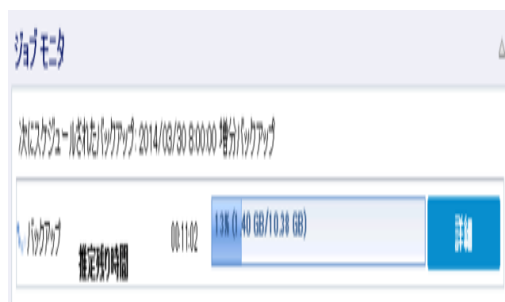 ジョブ モニタ
次にスケジュールされたバックアップ: 2014/03/30 8:00:00 増分バックアップ
バックアップ 00:11:02 13% (1.40 GB/10.38 GB) 詳細
推定残り時間